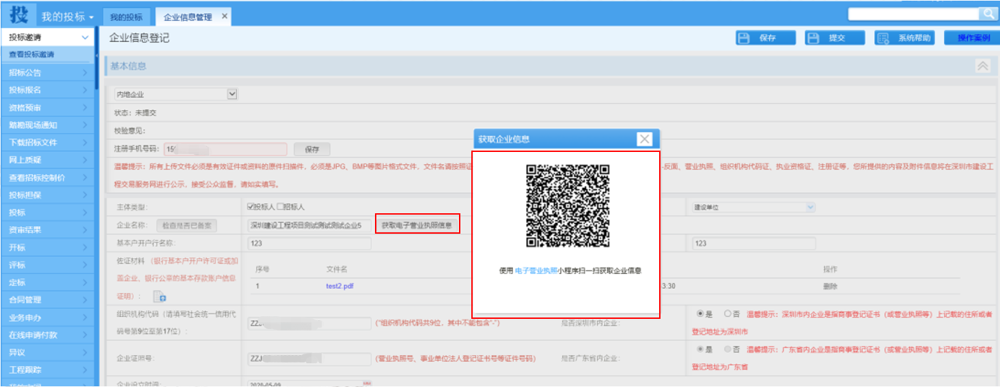 投 我的投标 我的投标 企业信息管理 ×
投标邀请
查看投标邀请
招标公告
投标报名
资格预审
踏勘现场通知
下载招标文件
网上质疑
查看招标控制价
投标担保
投标
资审结果
开标
评标
定标
合同管理
业务申办
在线申请付款
异议
工程跟踪
企业信息登记 保存 提交 系统帮助 操作案例
基本信息
内地企业
状态：未提交
校验意见：
注册手机号码： 15 保存
温馨提示：所有上传文件必须是有效证件或资料的原件扫描件，必须是JPG、BMP等图片格式文件，文件名请按照证
-反面、营业执照、组织机构代码证、执业资格证、注册证等，您所提供的内容及附件信息将在深圳市建设工
程交易服务网进行公示，接受公众监督，请如实填写。
主体类型： 投标人 招标人 建设单位
企业名称： 检查是否已备案 深圳建设工程项目测试测试测试企业5 获取电子营业执照信息
基本户开户行名称： 123 123
佐证材料（银行基本户开户许可证或加
盖企业、银行公章的基本存款账户信息
证明）：
序号 文件名 操作
1 test2.pdf 3:30 删除
组织机构代码（请填写社会统一信用代
码号第9位至第17位）：
ZZJ ("组织机构代码共9位，其中不能包含"-") 是否深圳市内企业：
是 否 温馨提示：深圳市内企业是指商事登记证书（或营业执照等）上记载的住所或者
登记地址为深圳市
企业证照号： ZZJ (营业执照号、事业单位法人登记证书号等证件号码) 是否广东省内企业：
是 否 温馨提示：广东省内企业是指商事登记证书（或营业执照等）上记载的住所或者
登记地址为广东省
企业设立时间： 2020-05-09
获取企业信息
使用 电子营业执照小程序扫一扫获取企业信息